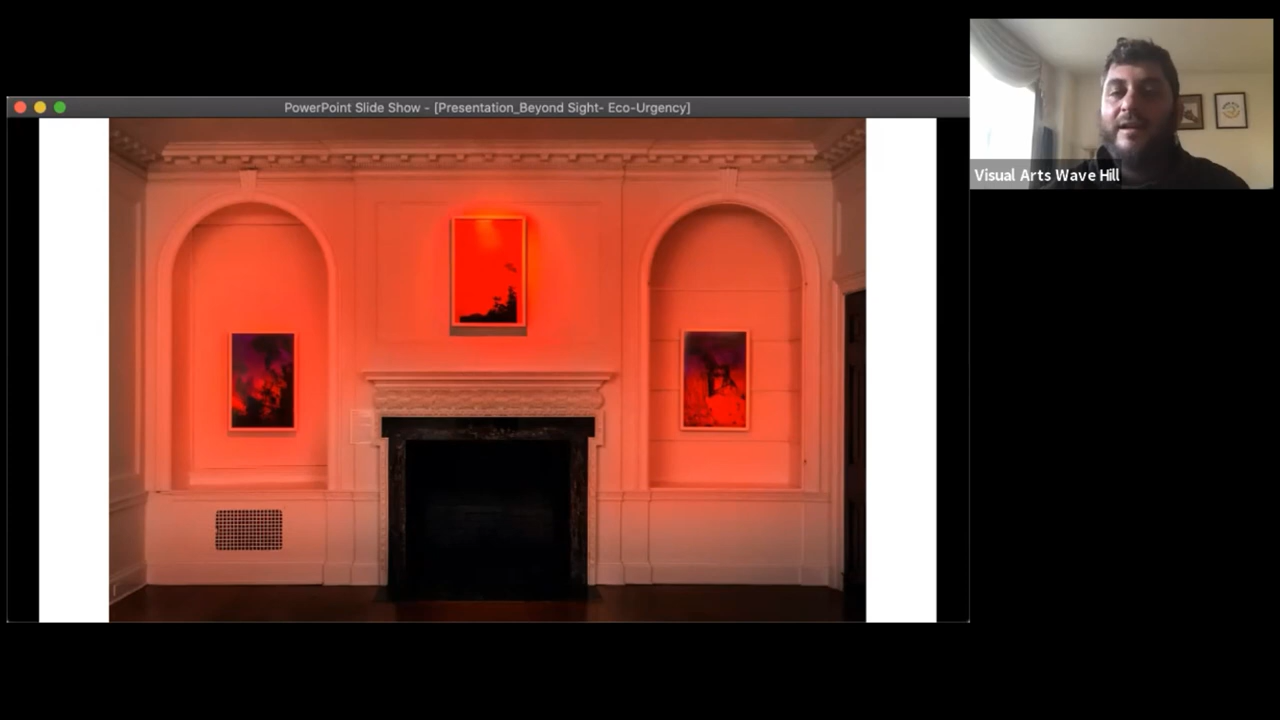 PowerPoint Slide Show - [Presentation_Beyond Sight- Eco-Urgency]
Visual Arts Wave Hill